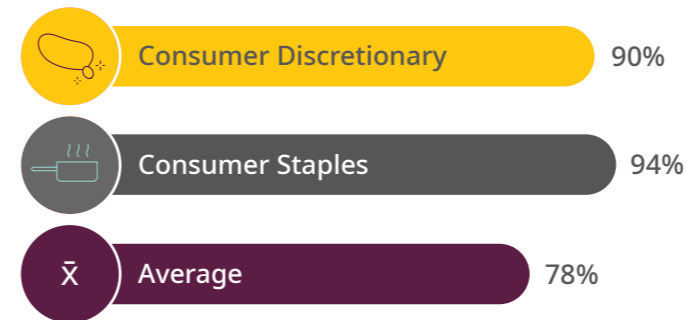 Consumer Discretionary 90%
Consumer Staples 94%
x̄ Average 78%